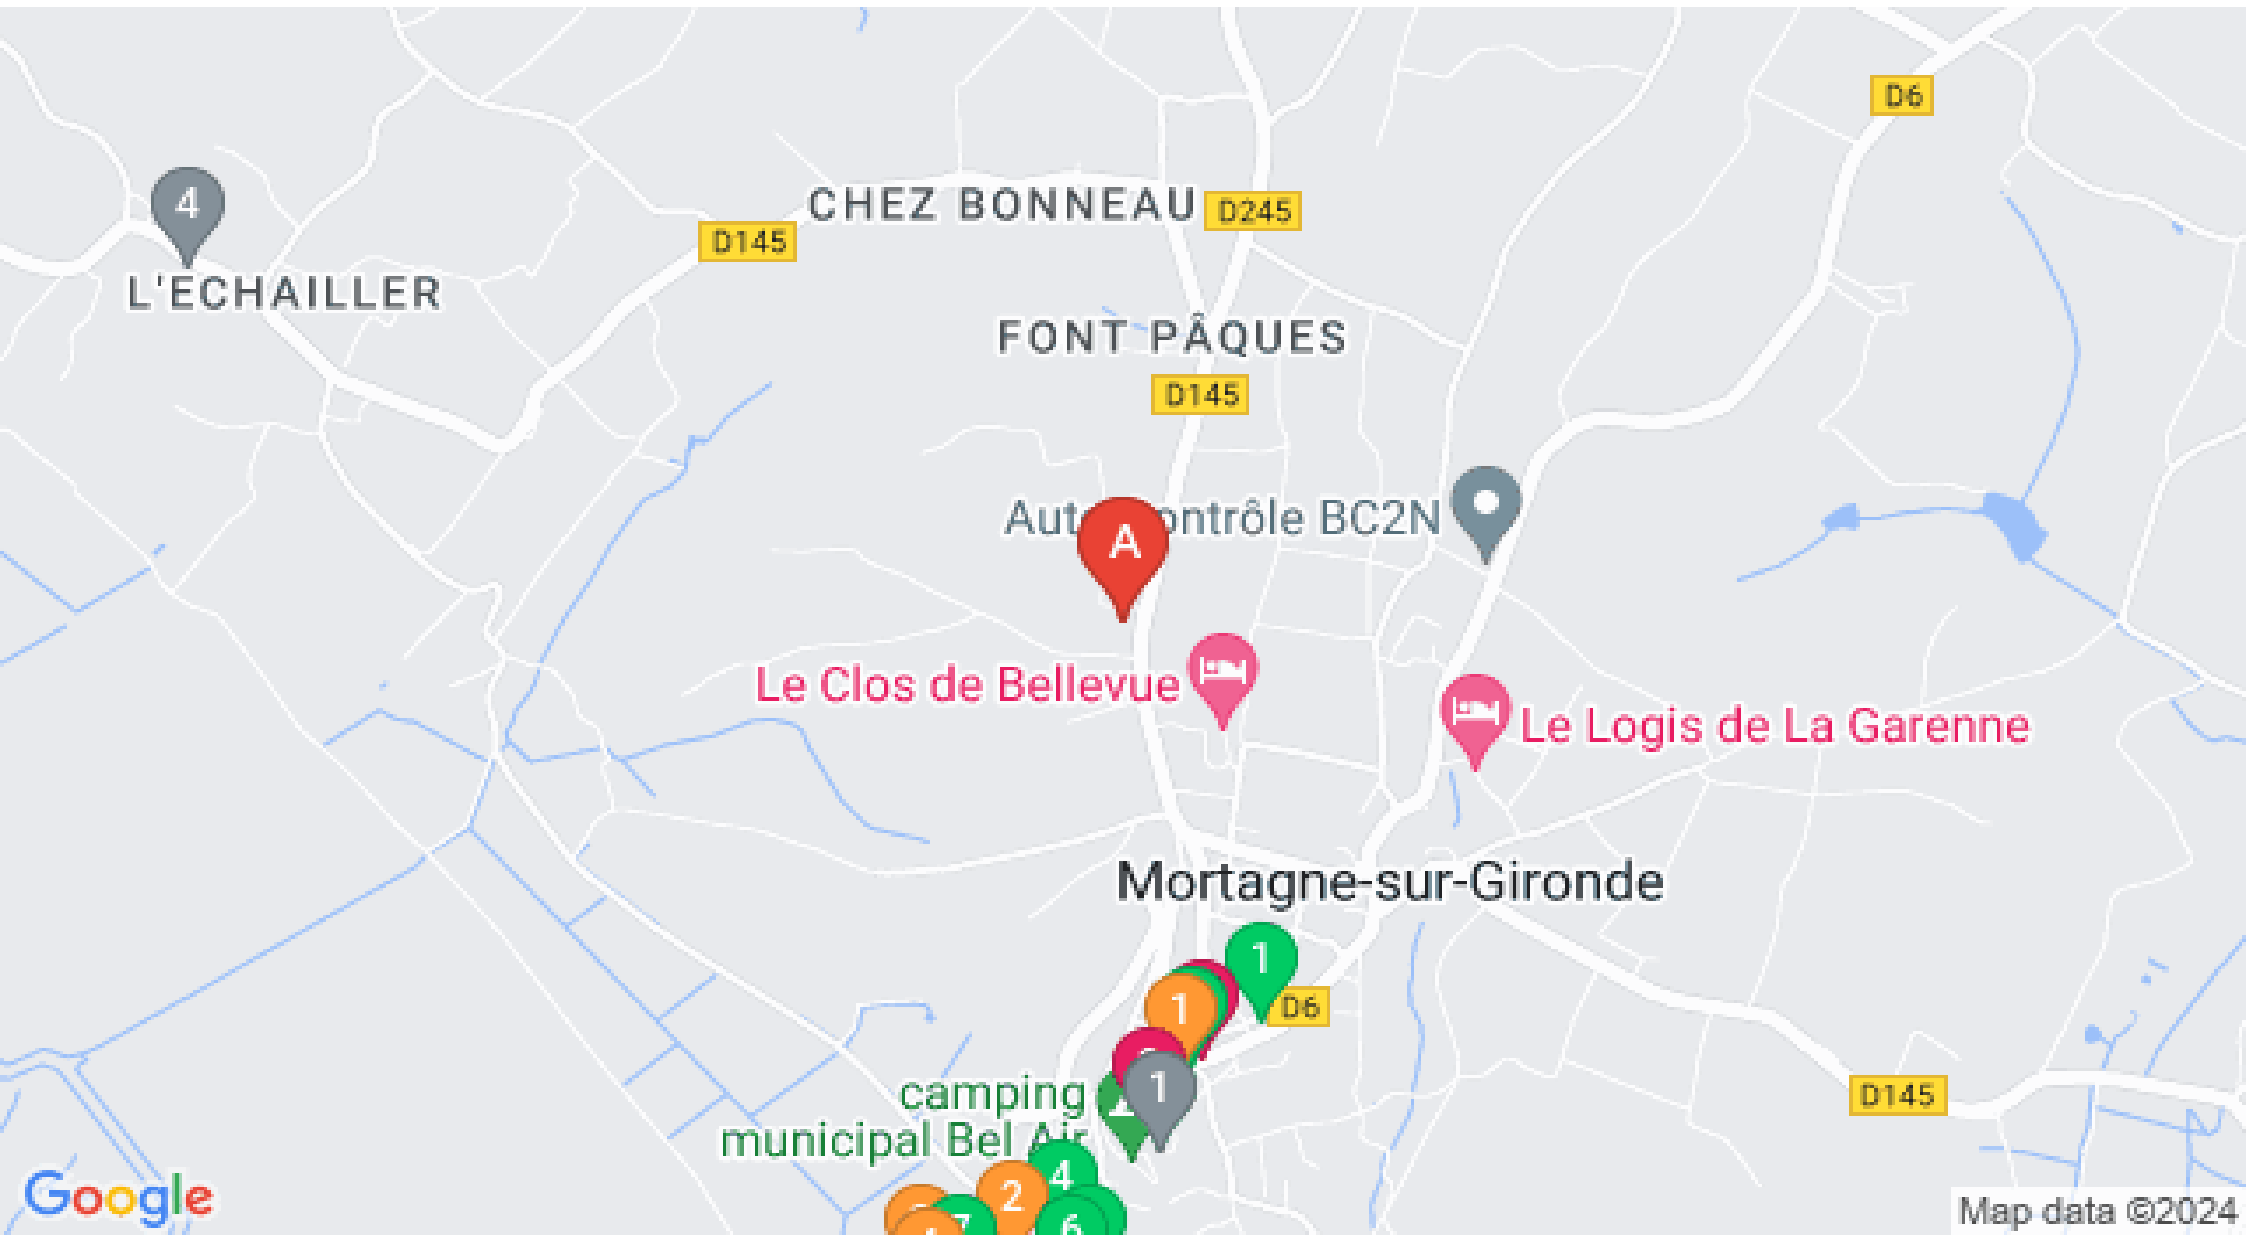 D6
4
CHEZ BONNEAU
D245
D145
L'ECHAILLER
FONT PÂQUES
D145
A
Le Clos de Bellevue
Le Logis de La Garenne
Mortagne-sur-Gironde
1
1
D6
1
camping
municipal Bel Air
D145
4
2
7
6
Google
Map data ©2024
BC2N